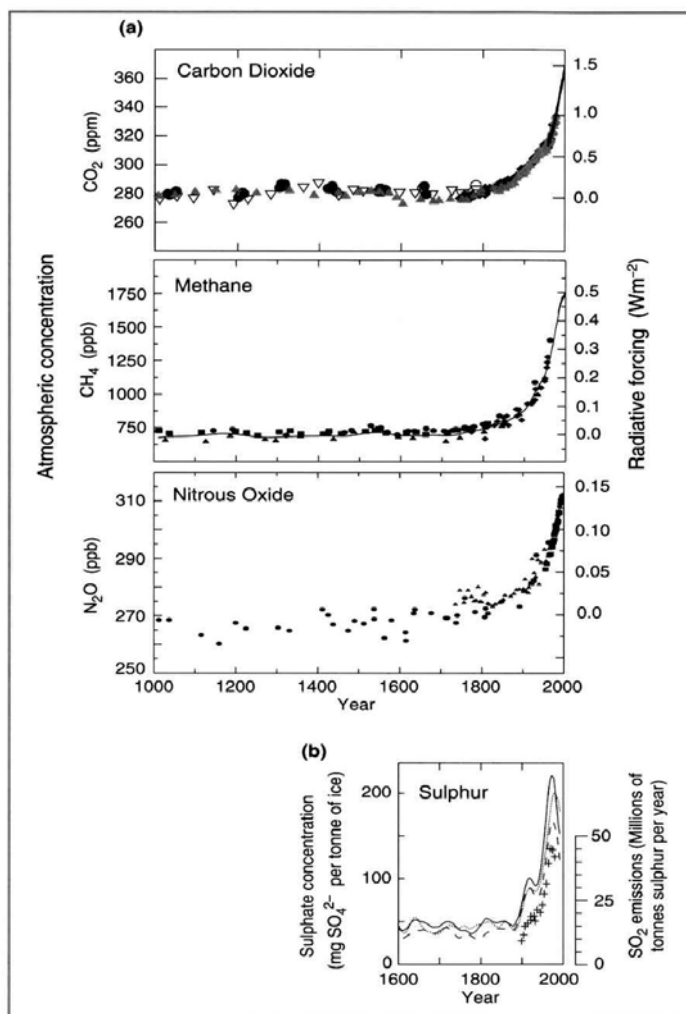 (a)
Carbon Dioxide
360
340
320
300
280
260
CO2 (ppm)
1.5
1.0
0.5
0.0
Methane
1750
1500
1250
1000
750
CH4 (ppb)
0.5
0.4
0.3
0.2
0.1
0.0
Atmospheric concentration
Radiative forcing (Wm–2)
Nitrous Oxide
310
290
270
250
N2O (ppb)
0.15
0.10
0.05
0.0
1000
1200
1400
1600
1800
2000
Year
(b)
Sulphur
200
100
0
Sulphate concentration
(mg SO42– per tonne of ice)
50
25
0
SO2 emissions (Millions of
tonnes sulphur per year)
1600
1800
2000
Year